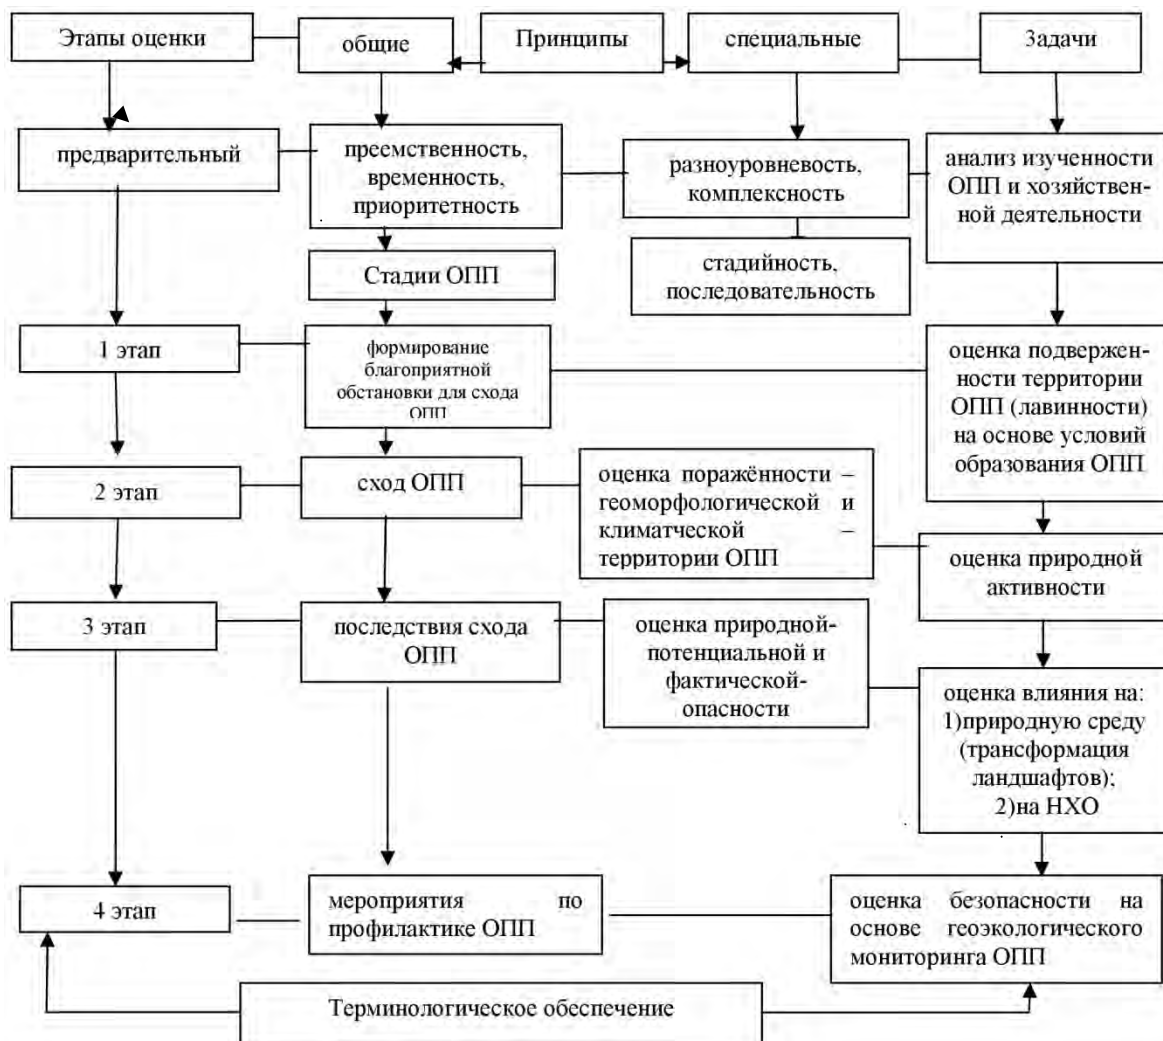 Этапы оценки
общие
Принципы
специальные
Задачи
предварительный
преемственность,
временность,
приоритетность
разноуровневость,
комплексность
анализ изученности
ОПП и хозяйствен-
ной деятельности
Стадии ОПП
стадийность,
последовательность
1 этап
формирование
благоприятной
обстановки для схода
ОПП
оценка подвержен-
ности территории
ОПП (лавинности)
на основе условий
образования ОПП
2 этап
сход ОПП
оценка поражённости –
геоморфологической и
климатческой –
территории ОПП
оценка природной
активности
3 этап
последствия схода
ОПП
оценка природной-
потенциальной и
фактической-
опасности
оценка влияния на:
1)природную среду
(трансформация
ландшафтов);
2)на НХО
4 этап
мероприятия по
профилактике ОПП
оценка безопасности на
основе геоэкологического
мониторинга ОПП
Терминологическое обеспечение